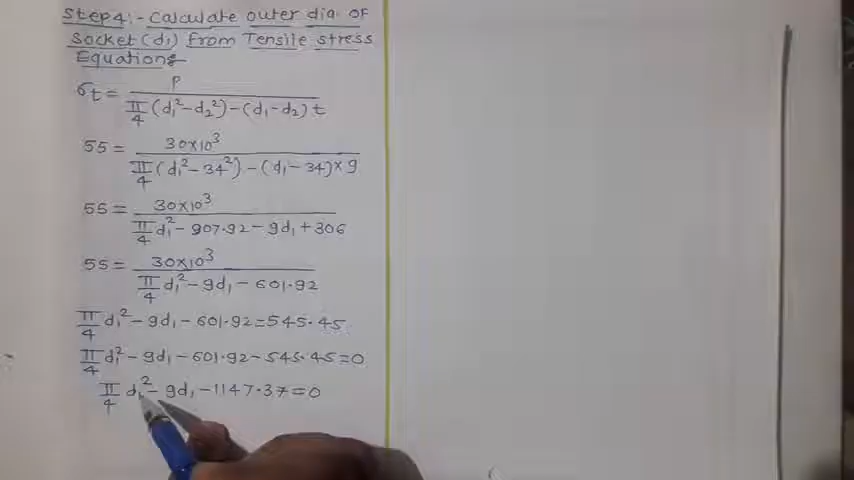 Step4:- Calculate outer dia. of
Socket (d₁) from Tensile stress
Equations
σt = P / π/4 (d₁² - d₂²) - (d₁ - d₂) t
55 = 30×10³ / π/4 (d₁² - 34²) - (d₁ - 34) × 9
55 = 30×10³ / π/4 d₁² - 907.92 - 9d₁ + 306
55 = 30×10³ / π/4 d₁² - 9d₁ - 601.92
π/4 d₁² - 9d₁ - 601.92 = 545.45
π/4 d₁² - 9d₁ - 601.92 - 545.45 = 0
π/4 d₁² - 9d₁ - 1147.37 = 0